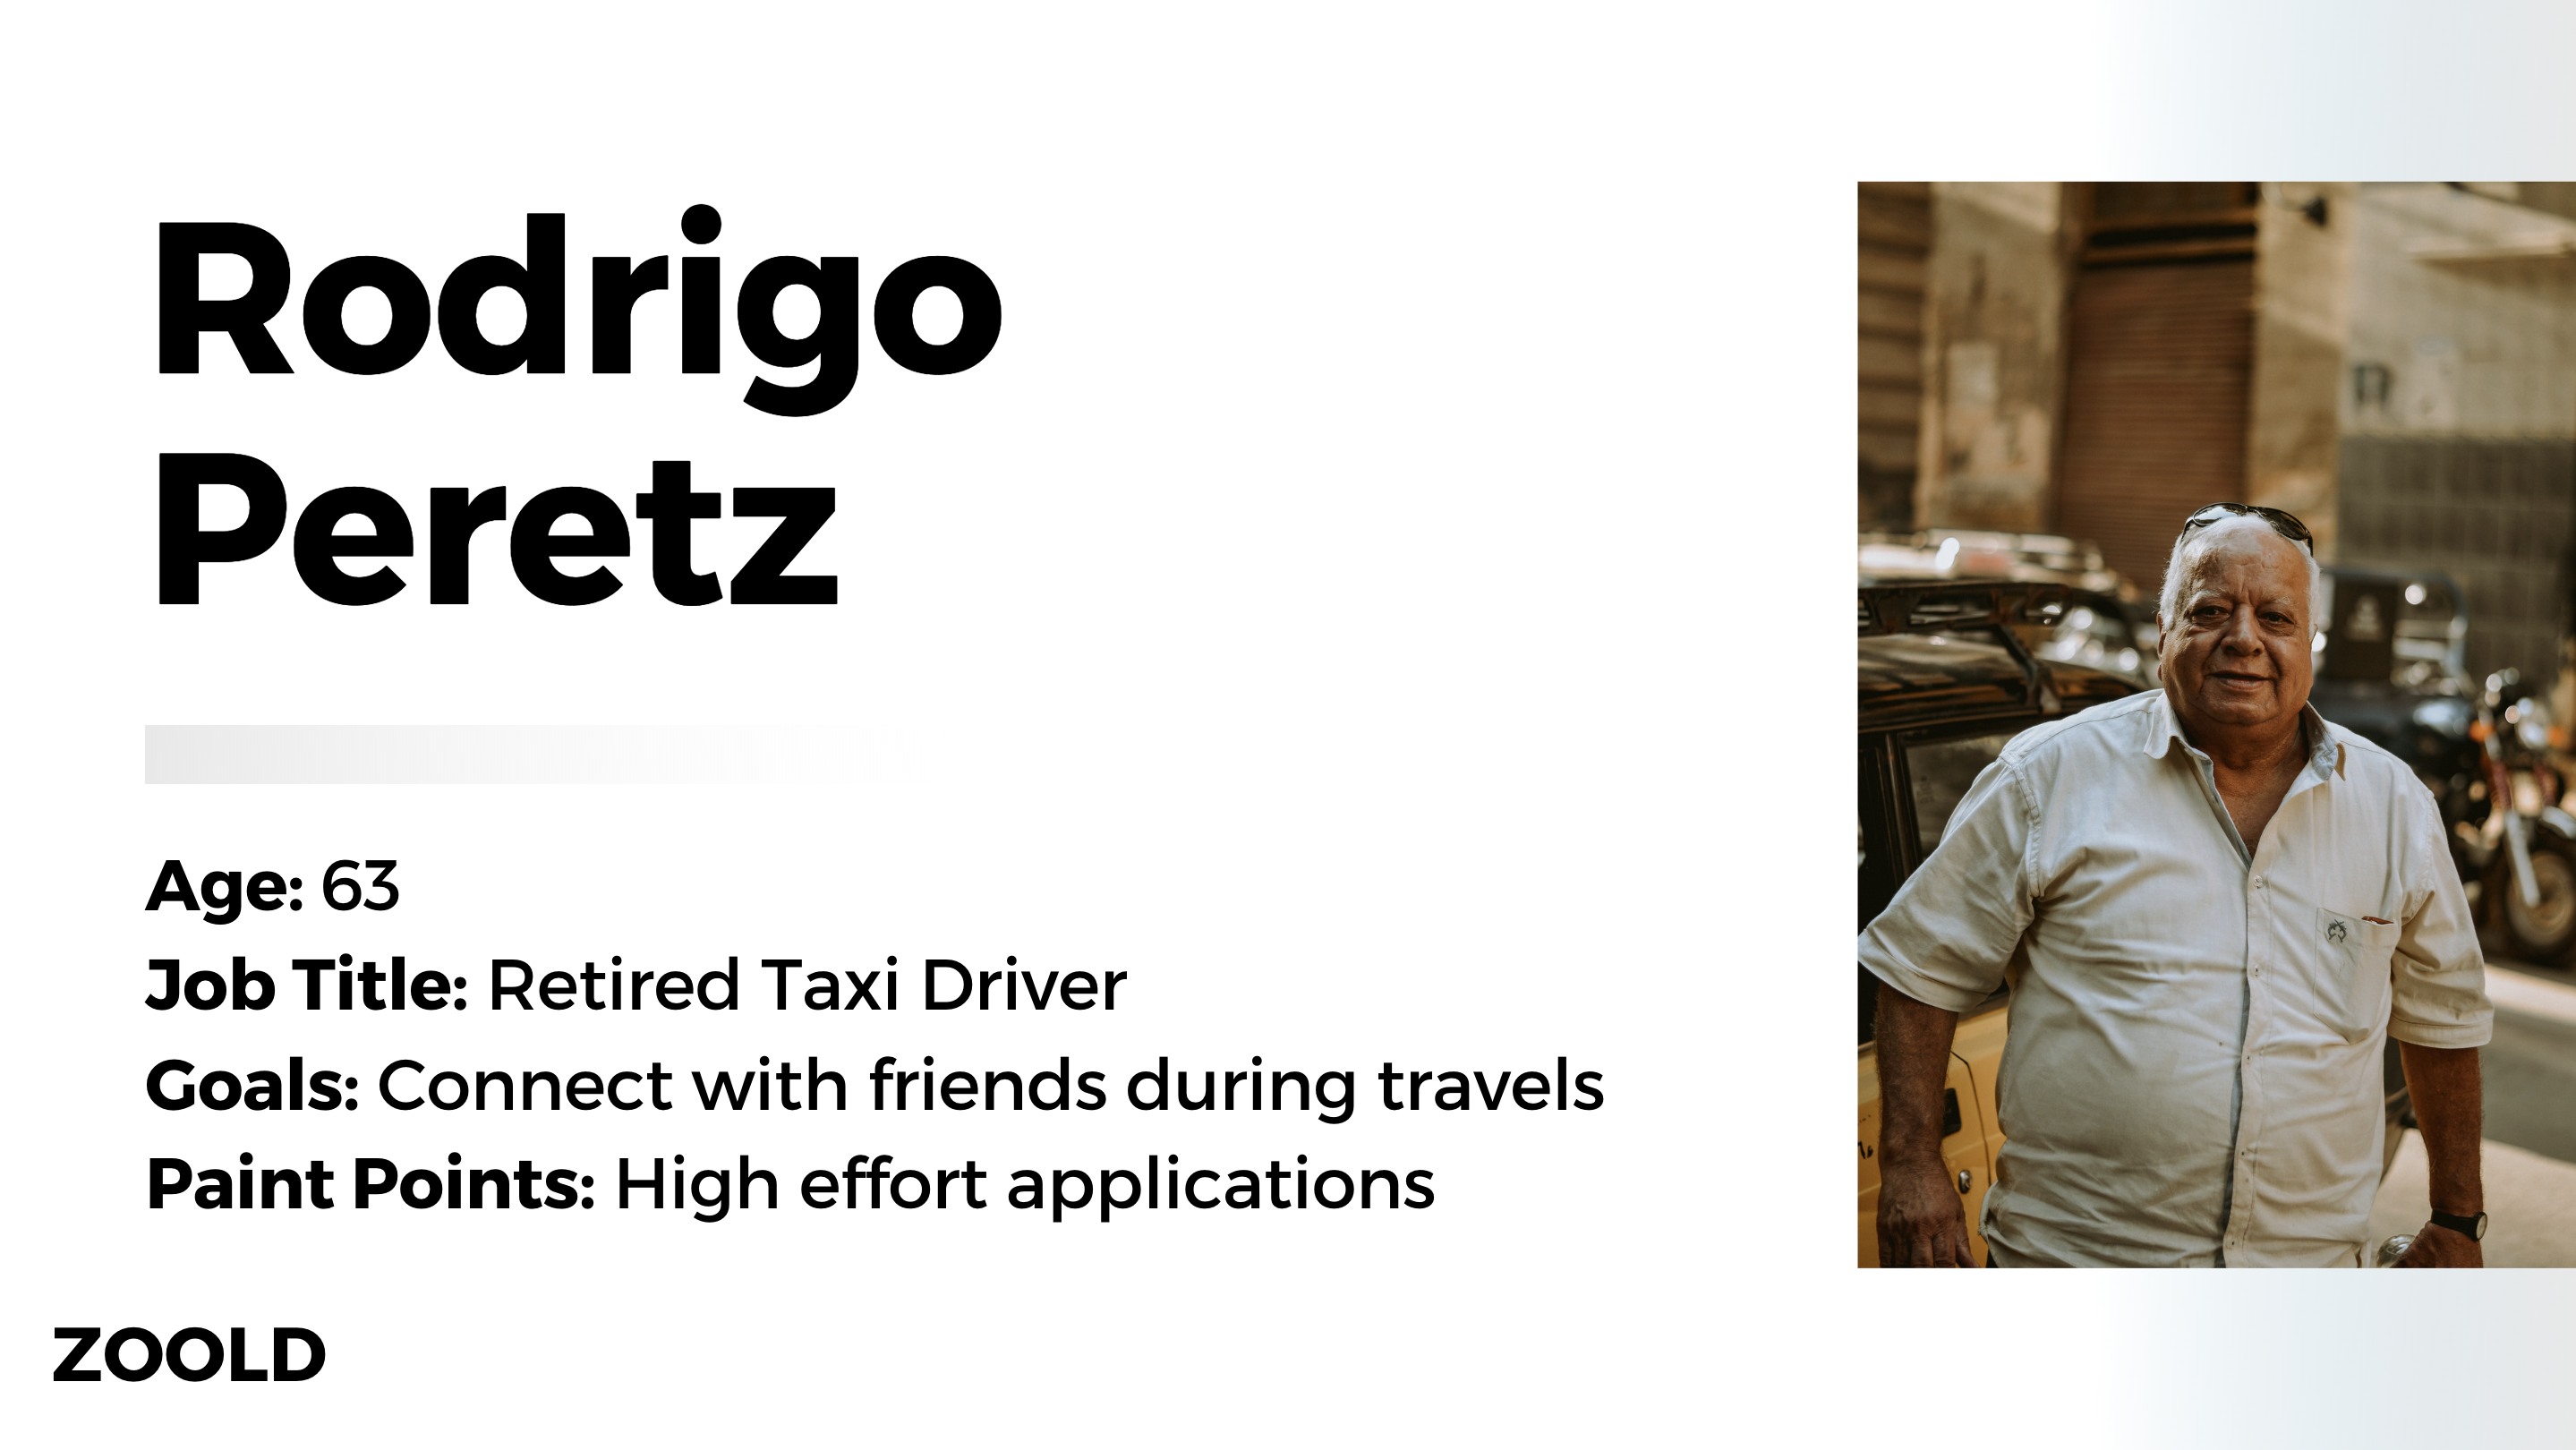 Rodrigo
Peretz
Age: 63
Job Title: Retired Taxi Driver
Goals: Connect with friends during travels
Paint Points: High effort applications
ZOOLD